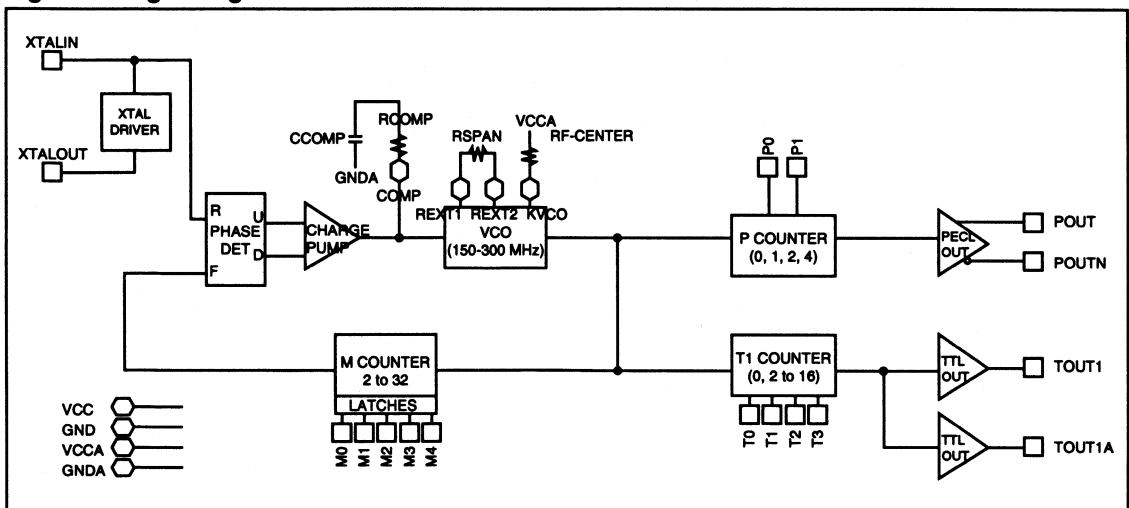 XTALIN
XTAL
DRIVER
XTALOUT
CCOMP
RCOMP
GNDA
COMP
RSPAN
VCCA
RF-CENTER
REXT1 REXT2 KVCO
VCO
(150-300 MHz)
R
U
PHASE
DET
D
F
CHARGE
PUMP
P0
P1
P COUNTER
(0, 1, 2, 4)
PECL
OUT
POUT
POUTN
M COUNTER
2 to 32
LATCHES
M0
M1
M2
M3
M4
T1 COUNTER
(0, 2 to 16)
T0
T1
T2
T3
TTL
OUT
TOUT1
TTL
OUT
TOUT1A
VCC
GND
VCCA
GNDA